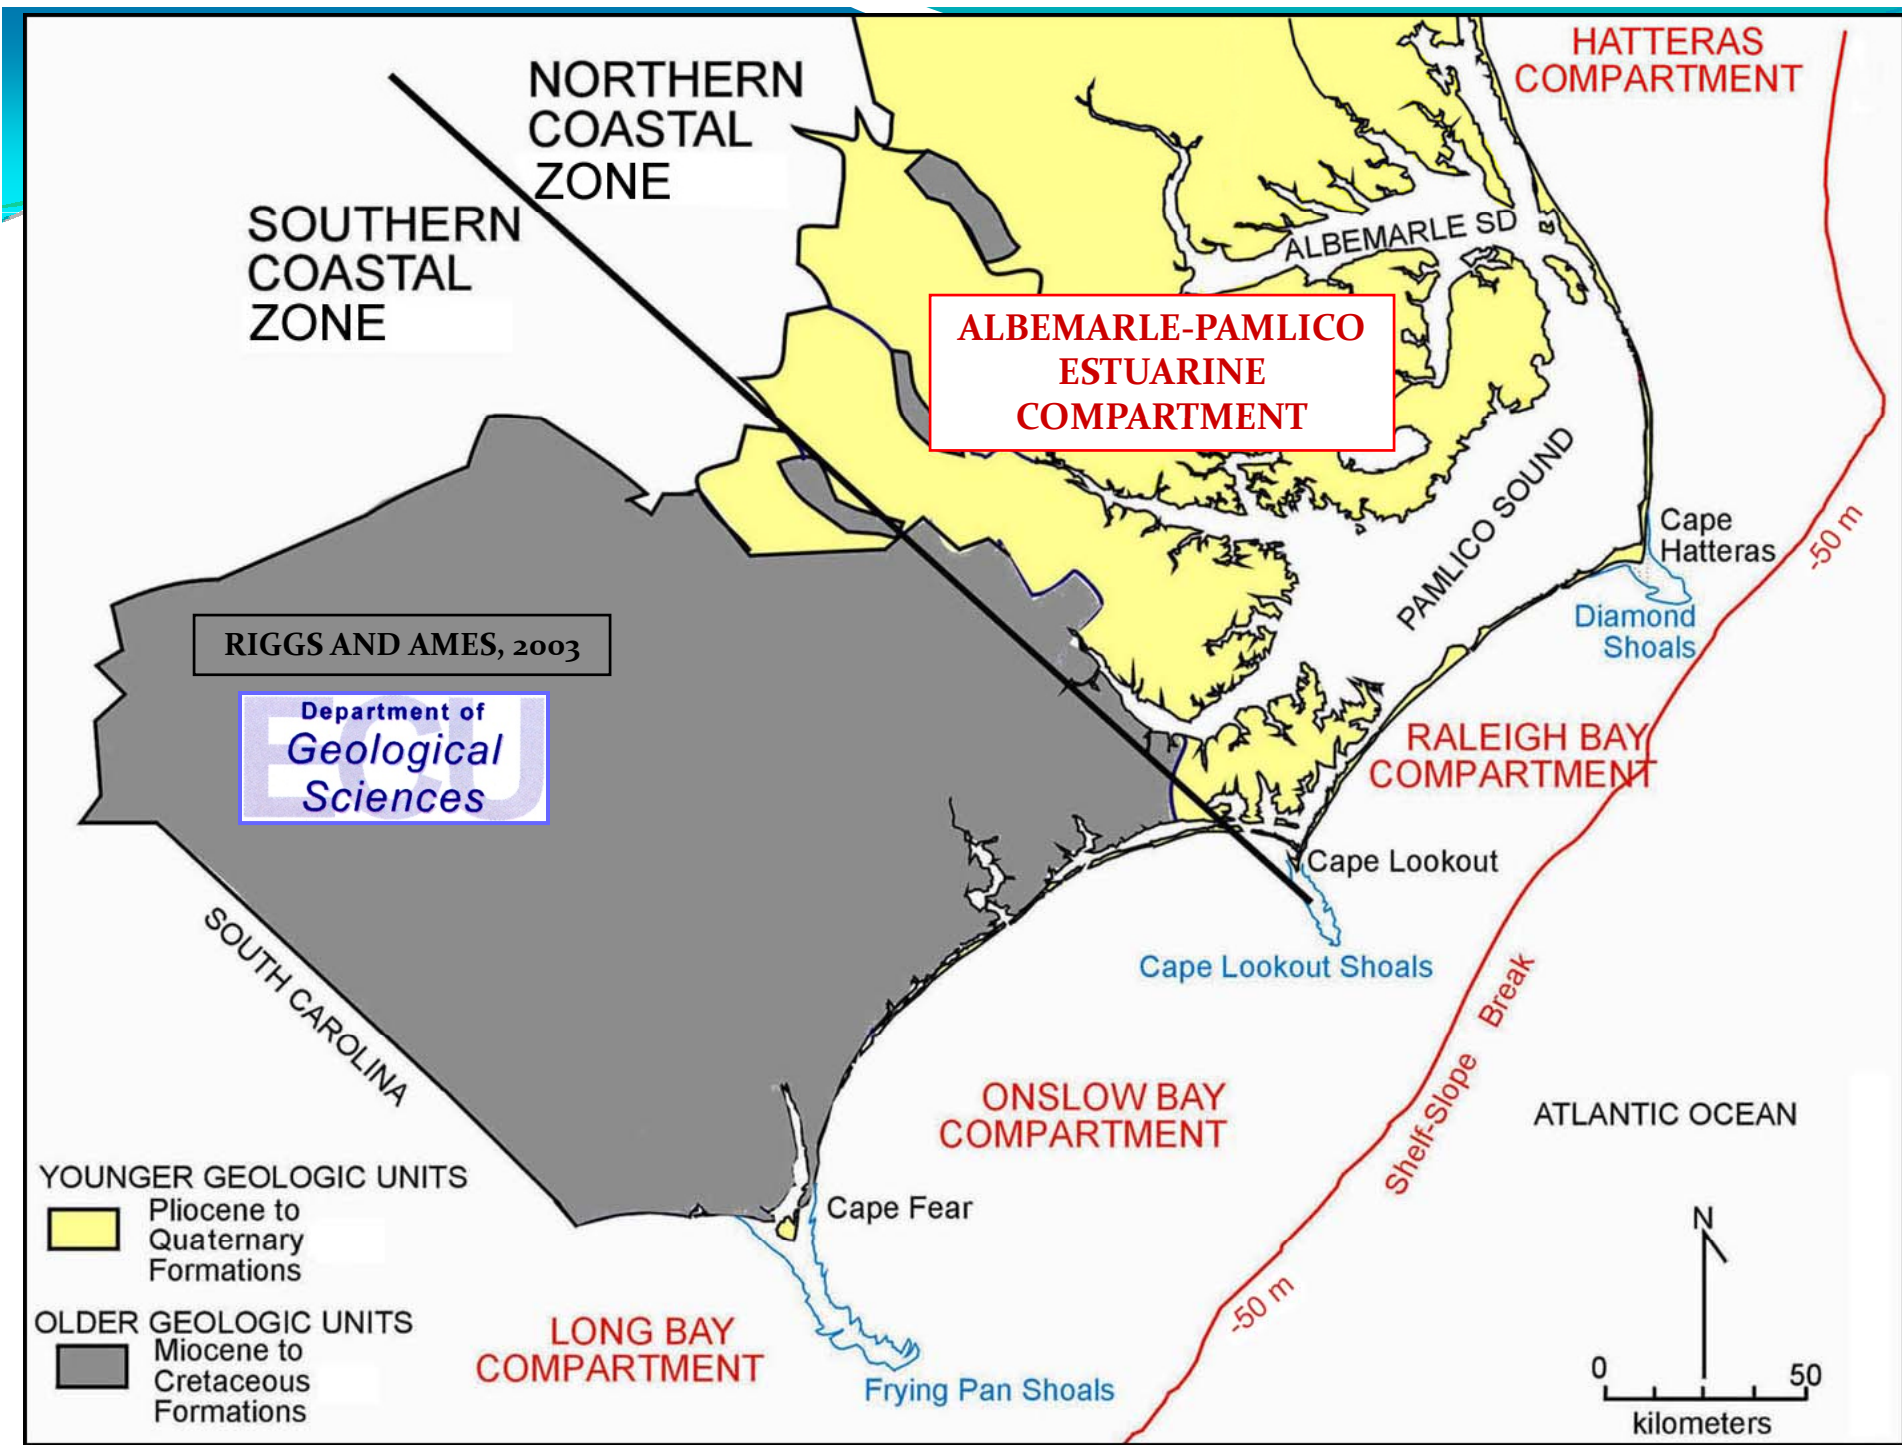 HATTERAS
COMPARTMENT
NORTHERN
COASTAL
ZONE
SOUTHERN
COASTAL
ZONE
ALBEMARLE SD
ALBEMARLE-PAMLICO
ESTUARINE
COMPARTMENT
PAMLICO SOUND
Cape
Hatteras
-50 m
Diamond
Shoals
RIGGS AND AMES, 2003
ECU
Department of
Geological
Sciences
RALEIGH BAY
COMPARTMENT
Cape Lookout
Cape Lookout Shoals
SOUTH CAROLINA
Shelf-Slope Break
ONSLOW BAY
COMPARTMENT
ATLANTIC OCEAN
Cape Fear
YOUNGER GEOLOGIC UNITS
Pliocene to
Quaternary
Formations
OLDER GEOLOGIC UNITS
Miocene to
Cretaceous
Formations
LONG BAY
COMPARTMENT
Frying Pan Shoals
-50 m
N
0 50
kilometers